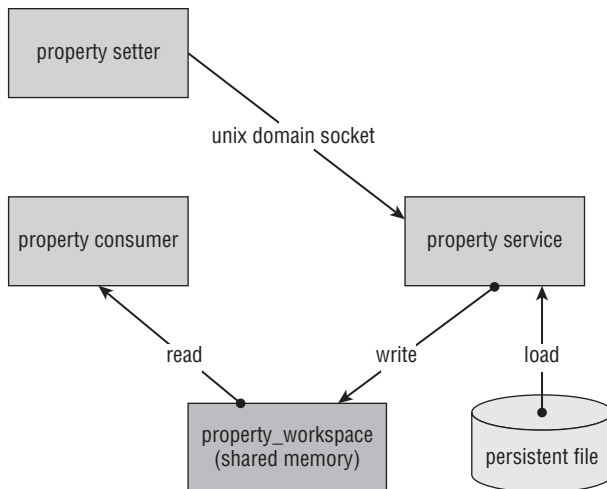 property setter
unix domain socket
property consumer
property service
read
write
load
property_workspace
(shared memory)
persistent file